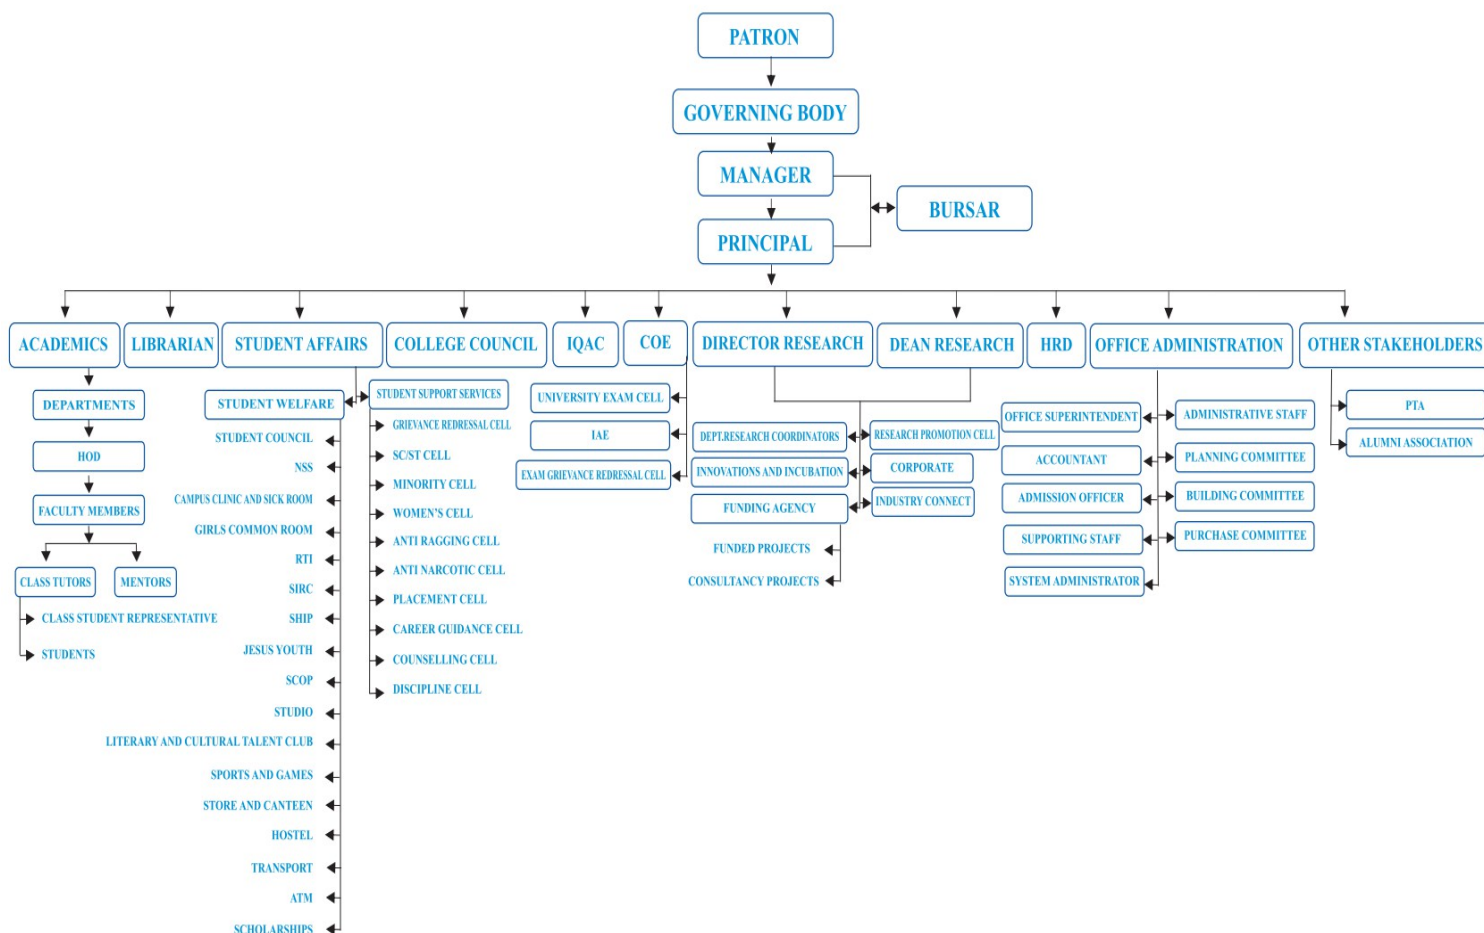 PATRON
GOVERNING BODY
MANAGER
BURSAR
PRINCIPAL
ACADEMICS
LIBRARIAN
STUDENT AFFAIRS
COLLEGE COUNCIL
IQAC
COE
DIRECTOR RESEARCH
DEAN RESEARCH
HRD
OFFICE ADMINISTRATION
OTHER STAKEHOLDERS
DEPARTMENTS
HOD
FACULTY MEMBERS
CLASS TUTORS
MENTORS
CLASS STUDENT REPRESENTATIVE
STUDENTS
STUDENT WELFARE
STUDENT COUNCIL
NSS
CAMPUS CLINIC AND SICK ROOM
GIRLS COMMON ROOM
RTI
SIRC
SHIP
JESUS YOUTH
SCOP
STUDIO
LITERARY AND CULTURAL TALENT CLUB
SPORTS AND GAMES
STORE AND CANTEEN
HOSTEL
TRANSPORT
ATM
SCHOLARSHIPS
STUDENT SUPPORT SERVICES
GRIEVANCE REDRESSAL CELL
SC/ST CELL
MINORITY CELL
WOMEN'S CELL
ANTI RAGGING CELL
ANTI NARCOTIC CELL
PLACEMENT CELL
CAREER GUIDANCE CELL
COUNSELLING CELL
DISCIPLINE CELL
UNIVERSITY EXAM CELL
IAE
EXAM GRIEVANCE REDRESSAL CELL
DEPT.RESEARCH COORDINATORS
INNOVATIONS AND INCUBATION
FUNDING AGENCY
FUNDED PROJECTS
CONSULTANCY PROJECTS
RESEARCH PROMOTION CELL
CORPORATE
INDUSTRY CONNECT
OFFICE SUPERINTENDENT
ACCOUNTANT
ADMISSION OFFICER
SUPPORTING STAFF
SYSTEM ADMINISTRATOR
ADMINISTRATIVE STAFF
PLANNING COMMITTEE
BUILDING COMMITTEE
PURCHASE COMMITTEE
PTA
ALUMNI ASSOCIATION